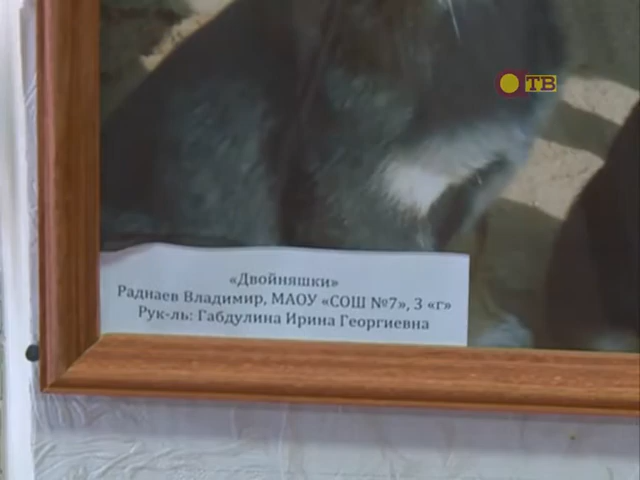 ТВ
«Двойняшки»
Раднаев Владимир, МАОУ «СОШ №7», 3 «г»
Рук-ль: Габдулина Ирина Георгиевна